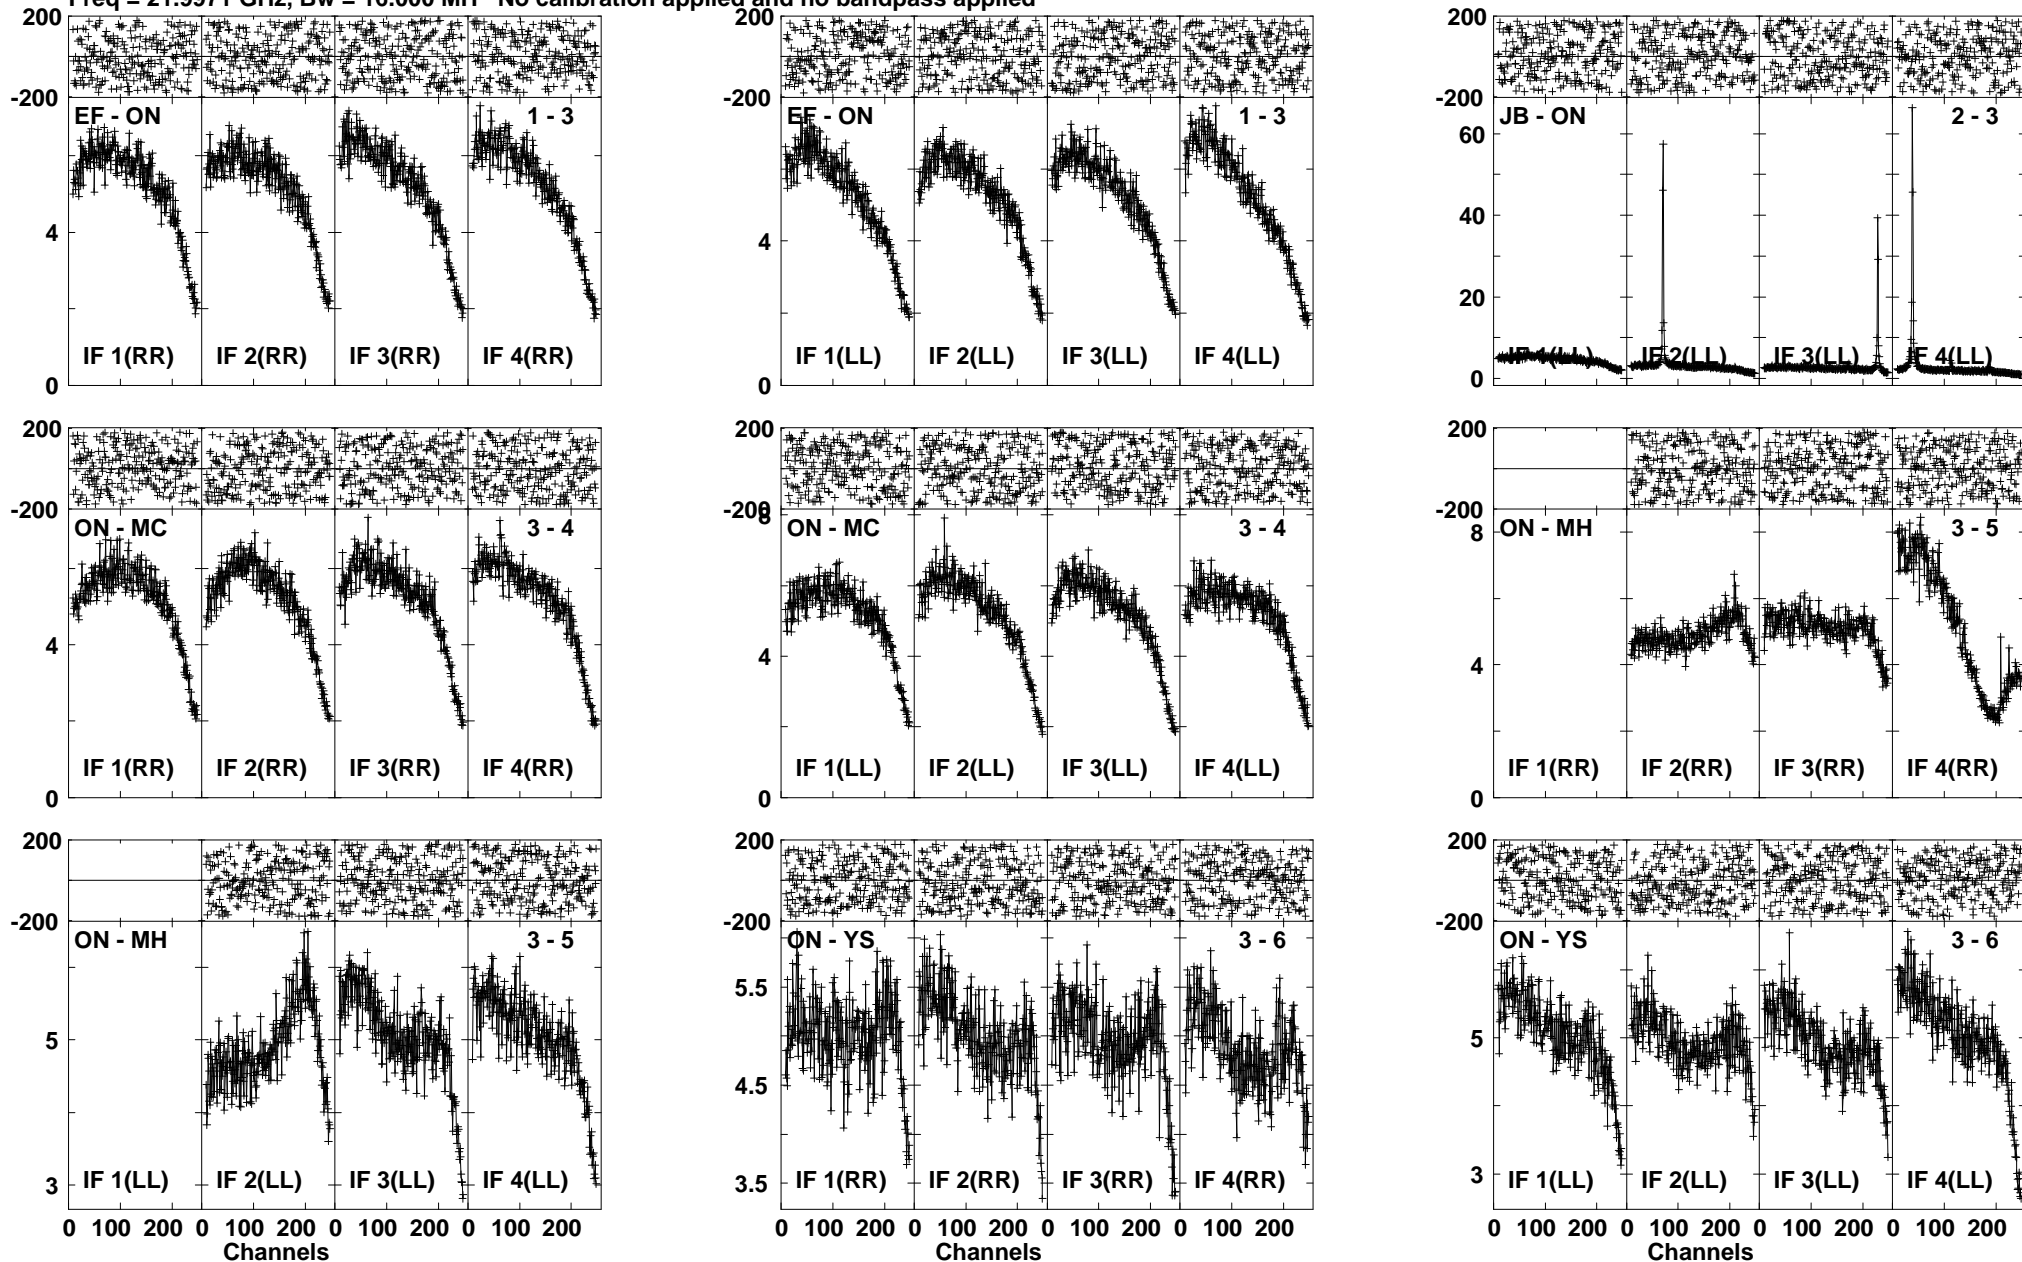 Freq = 21.9971 GHz, Bw = 16.000 MH No calibration applied and no bandpass applied
200
-200
EF - ON 1 - 3
4
0
IF 1(RR) IF 2(RR) IF 3(RR) IF 4(RR)
200
-200
EF - ON 1 - 3
4
0
IF 1(LL) IF 2(LL) IF 3(LL) IF 4(LL)
200
-200
JB - ON 2 - 3
60
40
20
0
IF 1(LL) IF 2(LL) IF 3(LL) IF 4(LL)
200
-200
ON - MC 3 - 4
4
0
IF 1(RR) IF 2(RR) IF 3(RR) IF 4(RR)
200
-200
8
ON - MC 3 - 4
4
0
IF 1(LL) IF 2(LL) IF 3(LL) IF 4(LL)
200
-200
ON - MH 3 - 5
8
4
0
IF 1(RR) IF 2(RR) IF 3(RR) IF 4(RR)
200
-200
ON - MH 3 - 5
5
3
IF 1(LL) IF 2(LL) IF 3(LL) IF 4(LL)
0 100 200 0 100 200 0 100 200 0 100 200
Channels
200
-200
ON - YS 3 - 6
5.5
4.5
3.5
IF 1(RR) IF 2(RR) IF 3(RR) IF 4(RR)
0 100 200 0 100 200 0 100 200 0 100 200
Channels
200
-200
ON - YS 3 - 6
5
3
IF 1(LL) IF 2(LL) IF 3(LL) IF 4(LL)
0 100 200 0 100 200 0 100 200 0 100 200
Channels